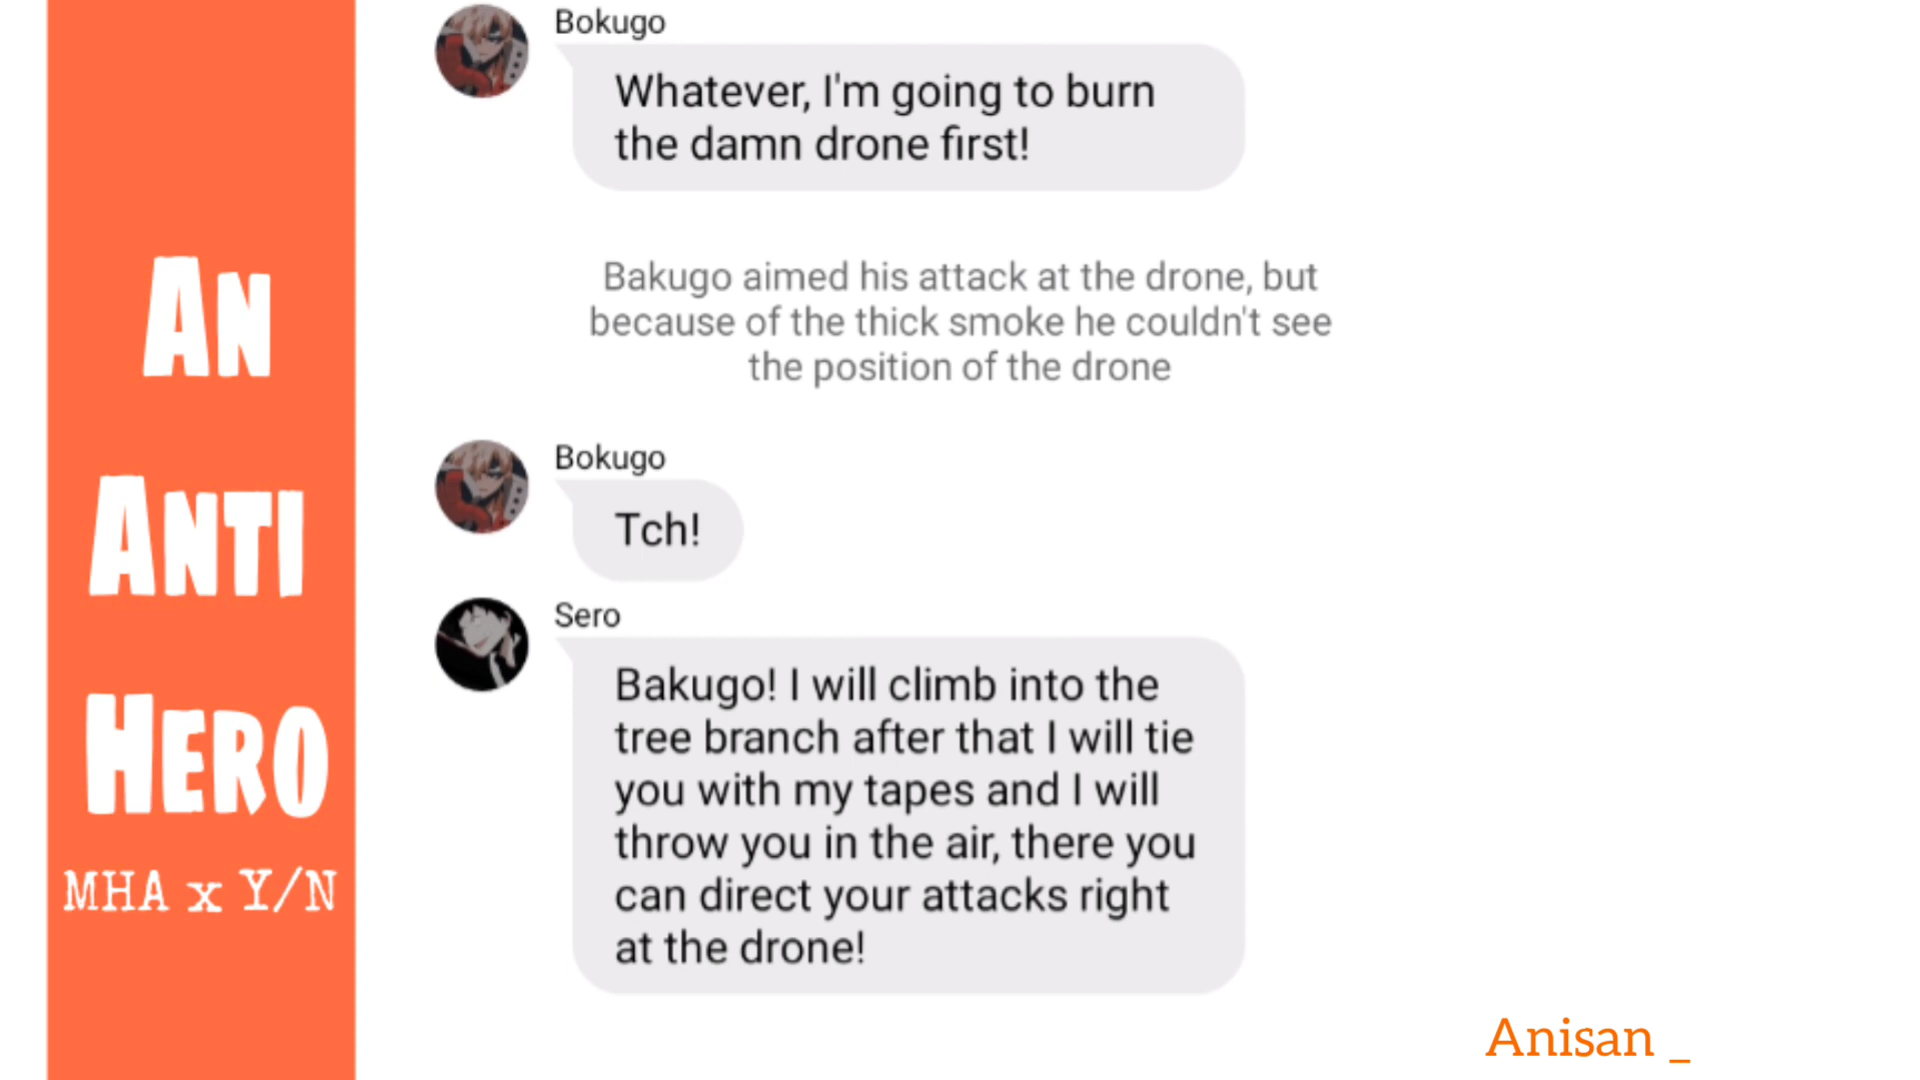 An
Anti
Hero
MHA x Y/N
Bokugo
Whatever, I'm going to burn
the damn drone first!
Bakugo aimed his attack at the drone, but
because of the thick smoke he couldn't see
the position of the drone
Bokugo
Tch!
Sero
Bakugo! I will climb into the
tree branch after that I will tie
you with my tapes and I will
throw you in the air, there you
can direct your attacks right
at the drone!
Anisan _